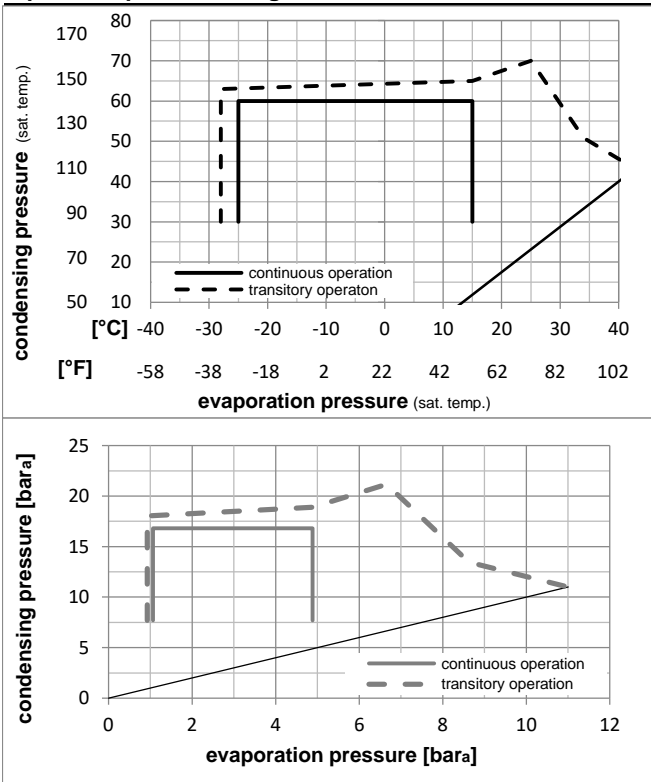 170 80
150 70
130 60
110 50
90 40
70 30
50 20
10
condensing pressure (sat. temp.)
continuous operation
transitory operaton
[°C] -40 -30 -20 -10 0 10 20 30 40
[°F] -58 -38 -18 2 22 42 62 82 102
evaporation pressure (sat. temp.)
25
20
15
10
5
0
condensing pressure [bara]
continuous operation
transitory operation
0 2 4 6 8 10 12
evaporation pressure [bara]